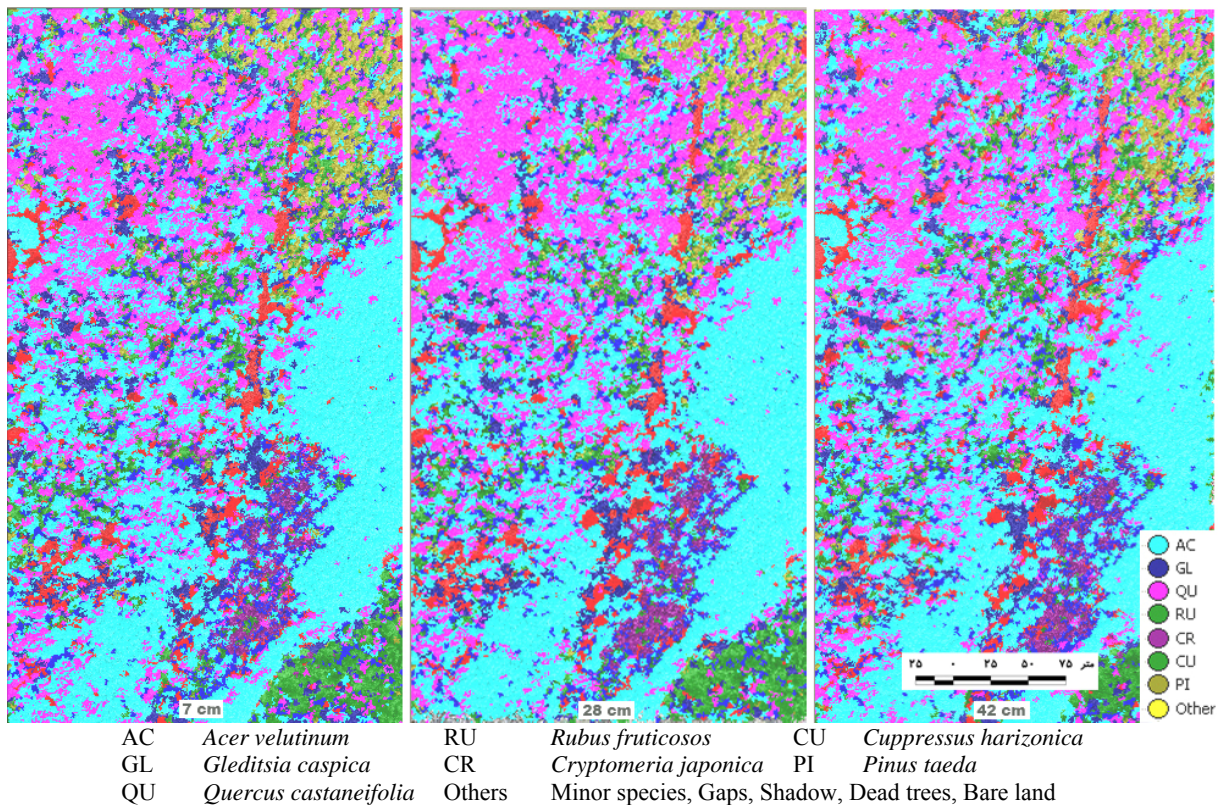 AC
GL
QU
RU
CR
CU
PI
Other
۲۵ ۰ ۲۵ ۵۰ ۷۵ متر
7 cm 28 cm 42 cm
AC Acer velutinum RU Rubus fruticosos CU Cuppressus harizonica
GL Gleditsia caspica CR Cryptomeria japonica PI Pinus taeda
QU Quercus castaneifolia Others Minor species, Gaps, Shadow, Dead trees, Bare land